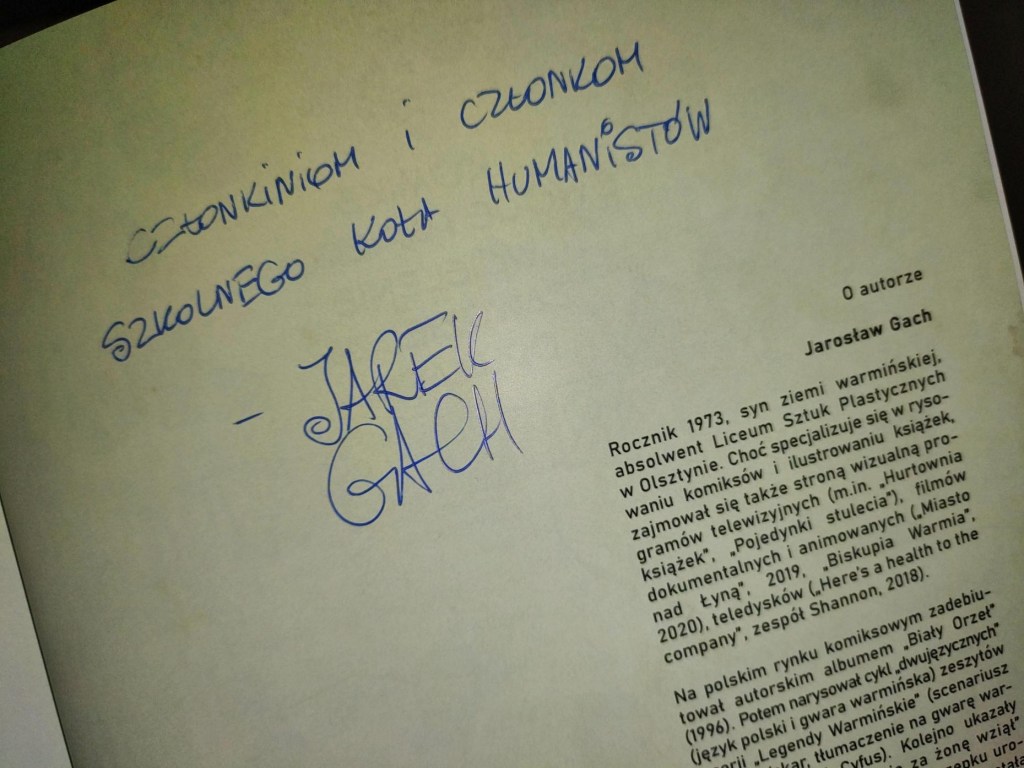 CZŁONKINIOM i CZŁONKOM
SZKOLNEGO KOŁA HUMANiSTÓW
- JAREK
GACH
O autorze
Jarosław Gach
Rocznik 1973, syn ziemi warmińskiej,
absolwent Liceum Sztuk Plastycznych
w Olsztynie. Choć specjalizuje się w ryso-
waniu komiksów i ilustrowaniu książek,
zajmował się także stroną wizualną pro-
gramów telewizyjnych (m.in. „Hurtownia
książek", „Pojedynki stulecia"), filmów
dokumentalnych i animowanych („Miasto
nad Łyną", 2019, „Biskupia Warmia",
2020), teledysków („Here's a health to the
company", zespół Shannon, 2018).
Na polskim rynku komiksowym zadebiu-
tował autorskim albumem „Biały Orzeł"
(1996). Potem narysował cykl „dwujęzycznych"
(język polski i gwara warmińska) zeszytów
„Legendy Warmińskie" (scenariusz
tłumaczenie na gwarę war-
Cyfus). Kolejno ukazały
za żonę wziął"